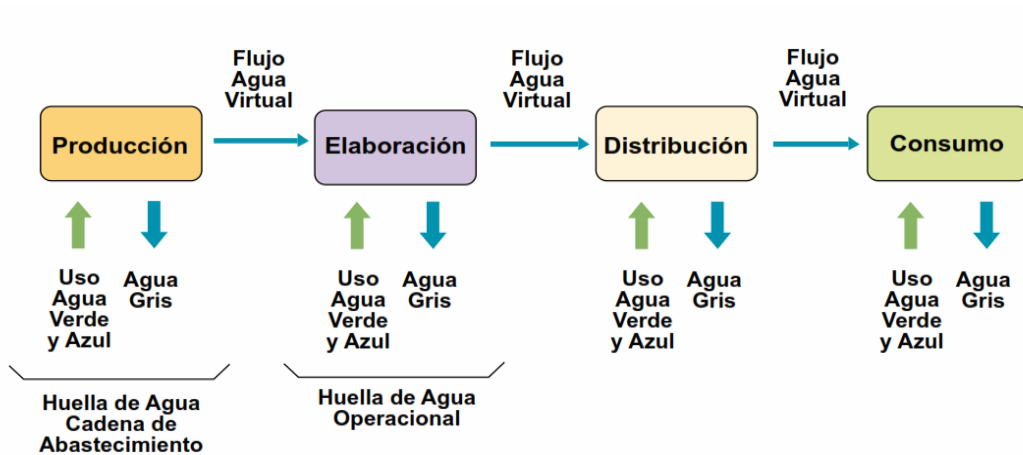 Flujo
Agua
Virtual
Flujo
Agua
Virtual
Flujo
Agua
Virtual
Producción
Elaboración
Distribución
Consumo
Uso
Agua
Verde
y Azul
Agua
Gris
Uso
Agua
Verde
y Azul
Agua
Gris
Uso
Agua
Verde
y Azul
Agua
Gris
Uso
Agua
Verde
y Azul
Agua
Gris
Huella de Agua
Cadena de
Abastecimiento
Huella de Agua
Operacional